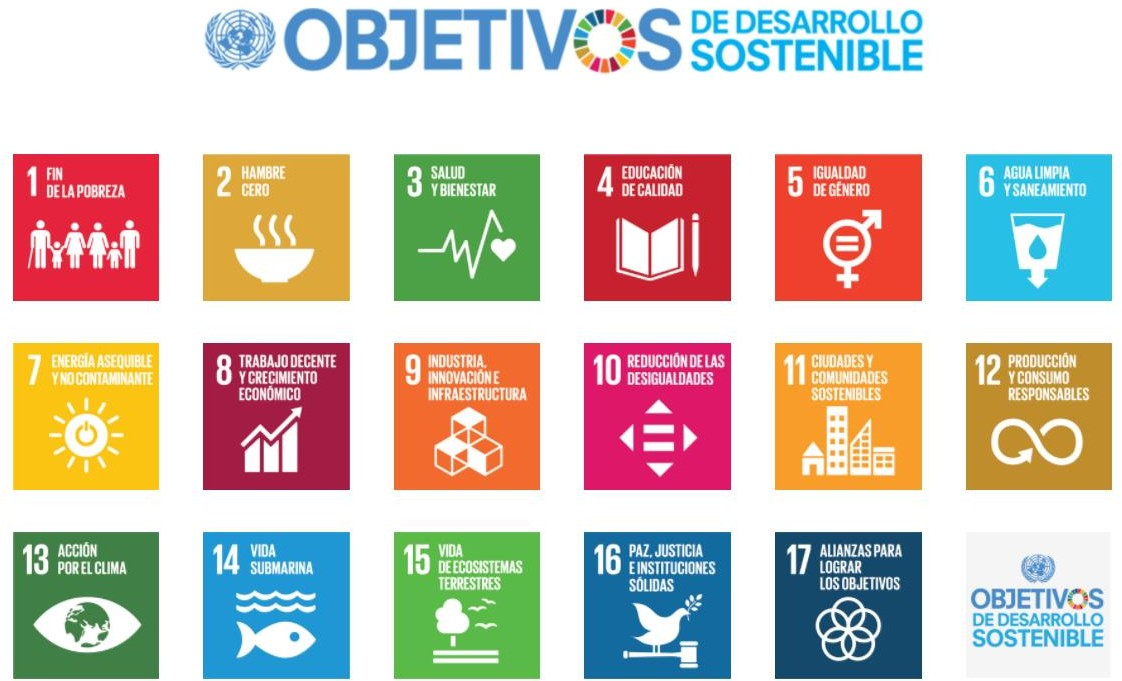 OBJETIVOS DE DESARROLLO
SOSTENIBLE
1 FIN
DE LA POBREZA
2 HAMBRE
CERO
3 SALUD
Y BIENESTAR
4 EDUCACIÓN
DE CALIDAD
5 IGUALDAD
DE GÉNERO
6 AGUA LIMPIA
Y SANEAMIENTO
7 ENERGÍA ASEQUIBLE
Y NO CONTAMINANTE
8 TRABAJO DECENTE
Y CRECIMIENTO
ECONÓMICO
9 INDUSTRIA,
INNOVACIÓN E
INFRAESTRUCTURA
10 REDUCCIÓN DE LAS
DESIGUALDADES
11 CIUDADES Y
COMUNIDADES
SOSTENIBLES
12 PRODUCCIÓN
Y CONSUMO
RESPONSABLES
13 ACCIÓN
POR EL CLIMA
14 VIDA
SUBMARINA
15 VIDA
DE ECOSISTEMAS
TERRESTRES
16 PAZ, JUSTICIA
E INSTITUCIONES
SÓLIDAS
17 ALIANZAS PARA
LOGRAR
LOS OBJETIVOS
OBJETIVOS
DE DESARROLLO
SOSTENIBLE